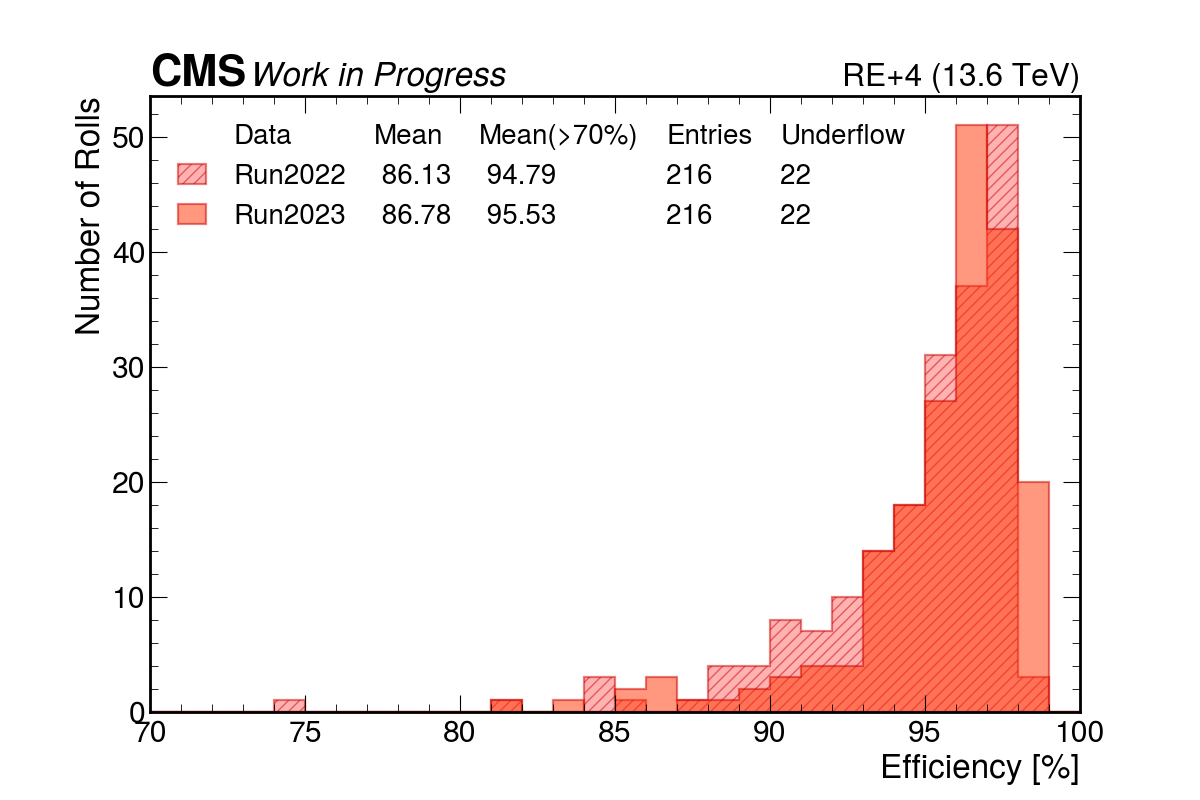 CMS Work in Progress RE+4 (13.6 TeV)
Number of Rolls
Data Mean Mean(>70%) Entries Underflow
Run2022 86.13 94.79 216 22
Run2023 86.78 95.53 216 22
50
40
30
20
10
0
70 75 80 85 90 95 100
Efficiency [%]